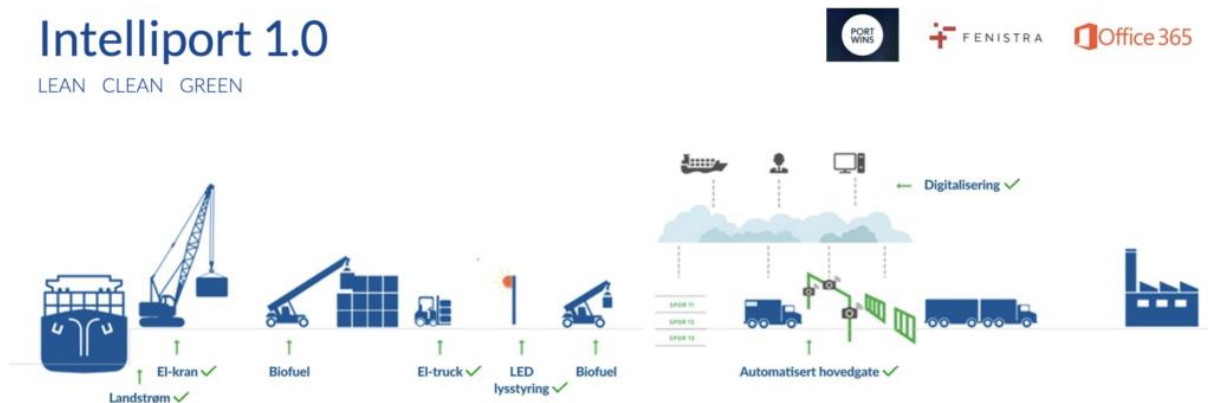 Intelliport 1.0
LEAN CLEAN GREEN
PORT
WINS
FENISTRA
Office 365
Digitalisering
SPOR 11
SPOR 12
SPOR 13
El-kran
Biofuel
El-truck
LED
lysstyring
Biofuel
Automatisert hovedgate
Landstrøm